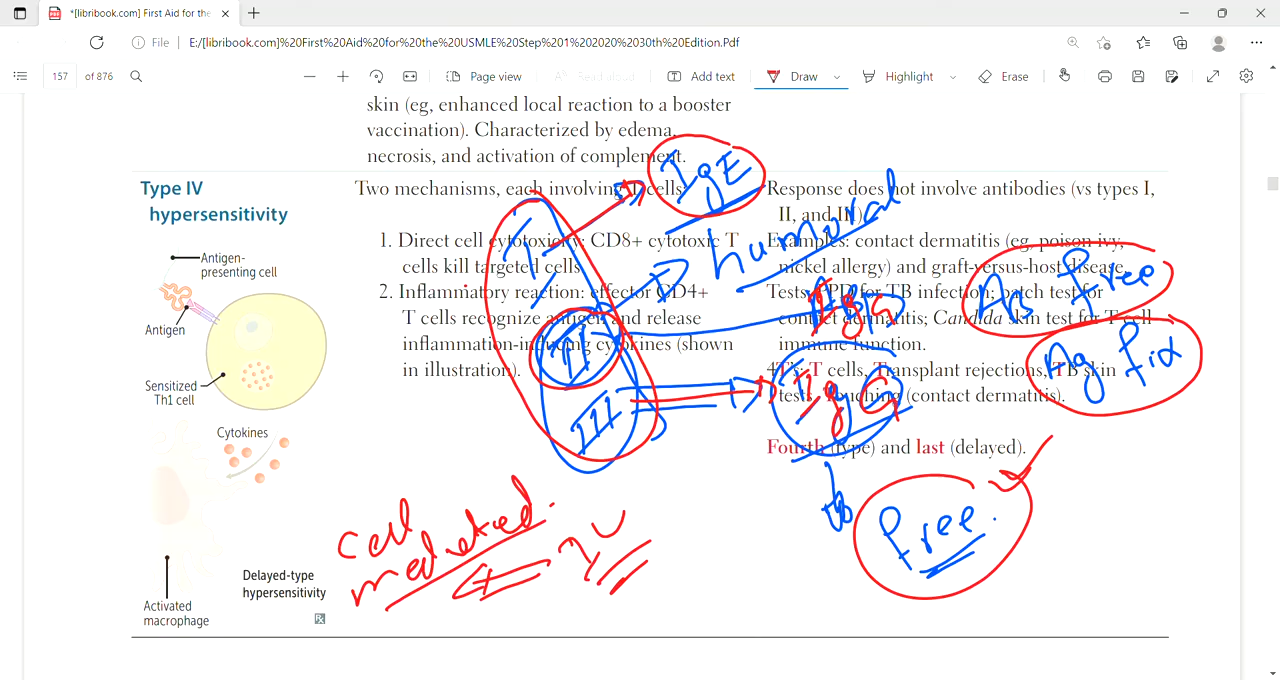 *[libribook.com] First Aid for the
File E:/[libribook.com]%20First%20Aid%20for%20the%20USMLE%20Step%201%202020%2030th%20Edition.Pdf
157 of 876 Page view Read aloud Add text Draw Highlight Erase
skin (eg, enhanced local reaction to a booster
vaccination). Characterized by edema,
necrosis, and activation of complement.
Type IV
hypersensitivity
Antigen-
presenting cell
Antigen
Sensitized
Th1 cell
Cytokines
Delayed-type
hypersensitivity
Activated
macrophage
Rx
Two mechanisms, each involving T cells:
1. Direct cell cytotoxicity: CD8+ cytotoxic T
cells kill targeted cells.
2. Inflammatory reaction: effector CD4+
T cells recognize antigen and release
inflammation-inducing cytokines (shown
in illustration).
Response does not involve antibodies (vs types I,
II, and III).
Examples: contact dermatitis (eg, poison ivy,
nickel allergy) and graft-versus-host disease.
Tests: PPD for TB infection; patch test for
contact dermatitis; Candida skin test for T cell
immune function.
4T's: T cells, Transplant rejections, TB skin
tests, Touching (contact dermatitis).
Fourth (type) and last (delayed).
I
IgE
humoral
II
III
IgG
free
Ag fix
free.
cell
mediated.
IV